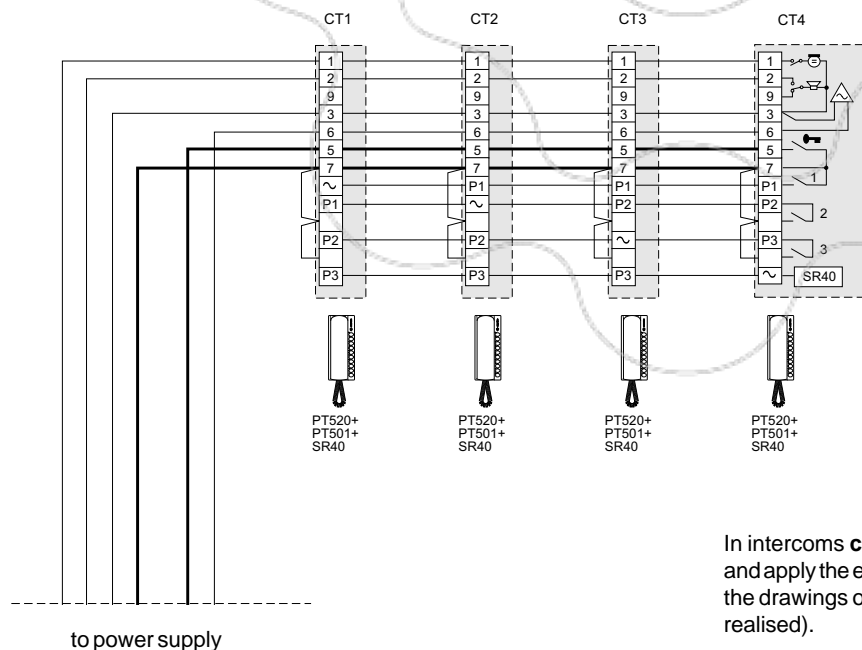 CT1 CT2 CT3 CT4
1 1 1 1
2 2 2 2
9 9 9 9
3 3 3 3
6 6 6 6
5 5 5 5
7 7 7 7
~ P1 P1 P1 1
P1 ~ P2 P2 2
P2 P2 ~ P3 3
P3 P3 P3 ~ SR40
PT520+ PT520+ PT520+ PT520+
PT501+ PT501+ PT501+ PT501+
SR40 SR40 SR40 SR40
In intercoms c
and apply the e
the drawings o
realised).
to power supply